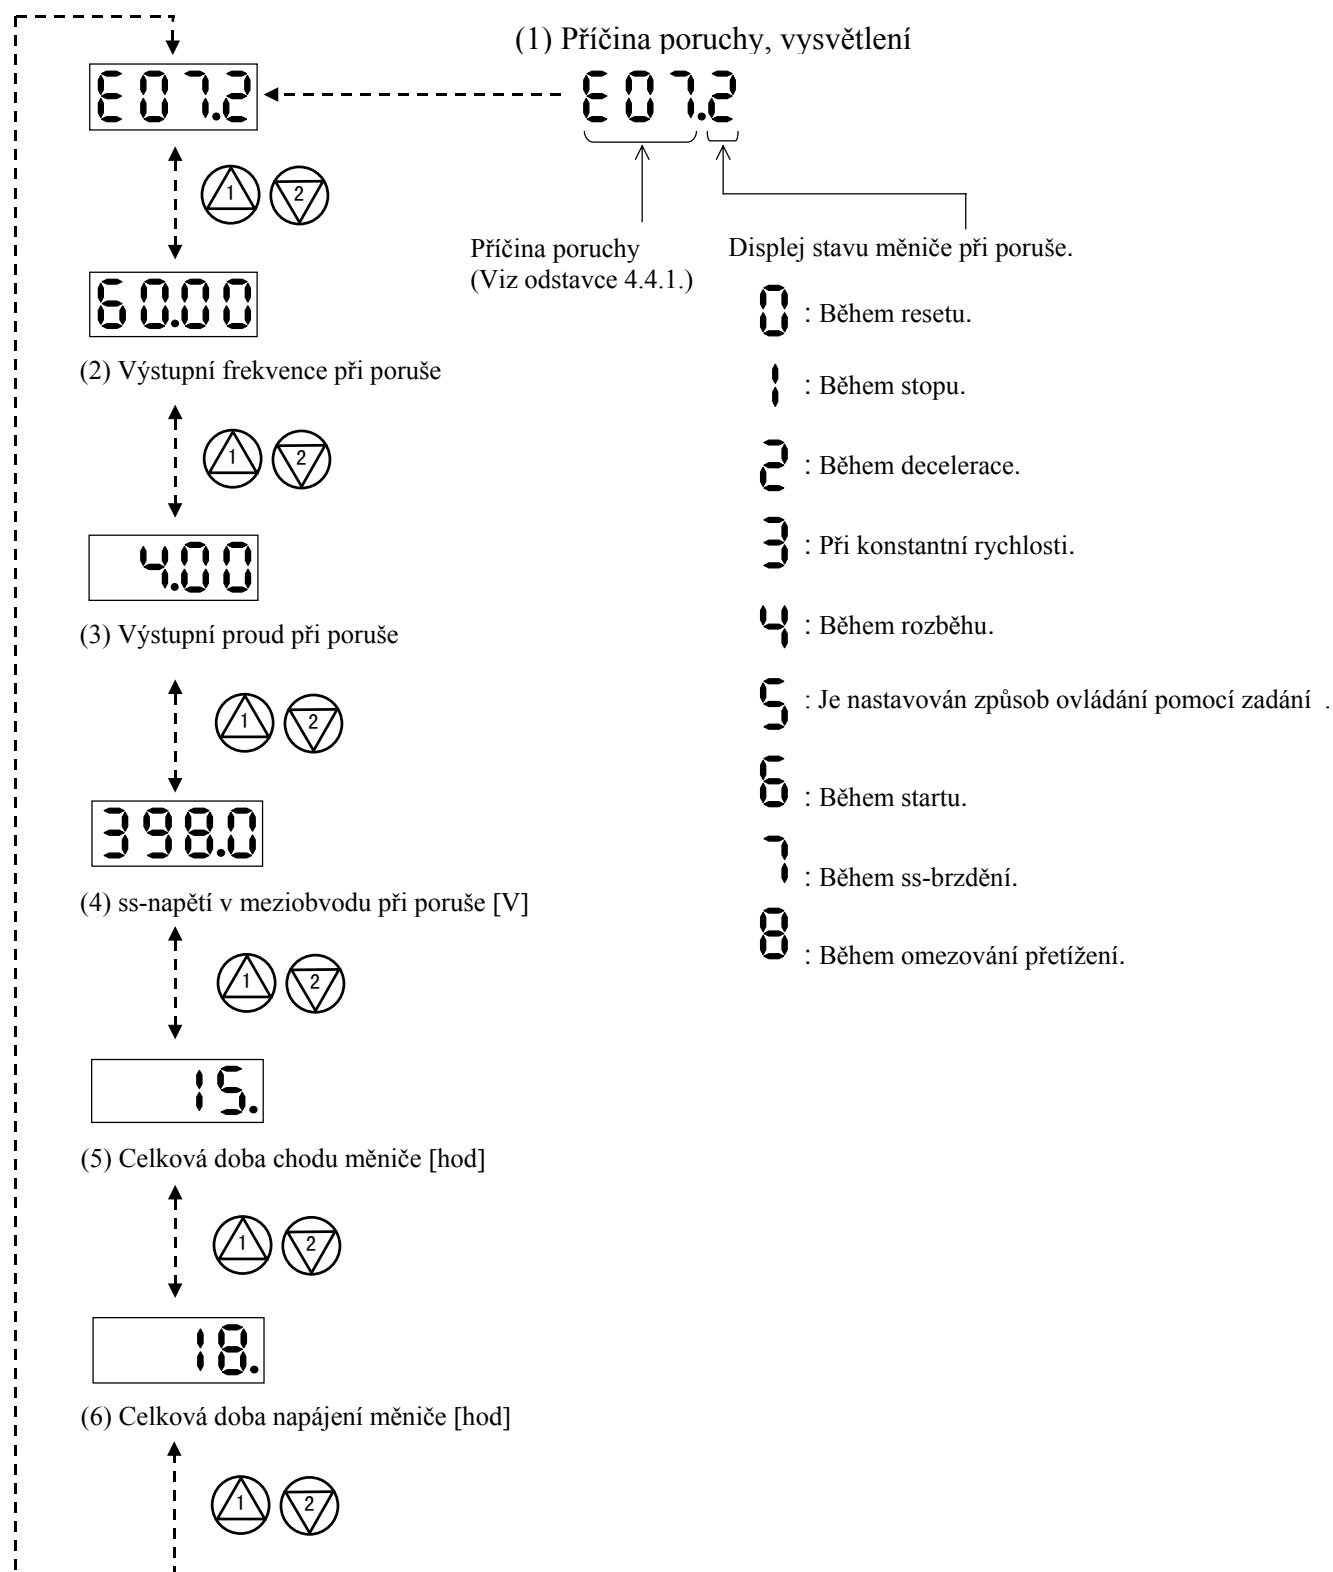 (1) Příčina poruchy, vysvětlení
E07.2
E07.2
1 2
Příčina poruchy
(Viz odstavce 4.4.1.)
Displej stavu měniče při poruše.
60.00
(2) Výstupní frekvence při poruše
1 2
4.00
(3) Výstupní proud při poruše
1 2
398.0
(4) ss-napětí v meziobvodu při poruše [V]
1 2
15.
(5) Celková doba chodu měniče [hod]
1 2
18.
(6) Celková doba napájení měniče [hod]
1 2
0 : Během resetu.
1 : Během stopu.
2 : Během decelerace.
3 : Při konstantní rychlosti.
4 : Během rozběhu.
5 : Je nastavován způsob ovládání pomocí zadání .
6 : Během startu.
7 : Během ss-brzdění.
8 : Během omezování přetížení.